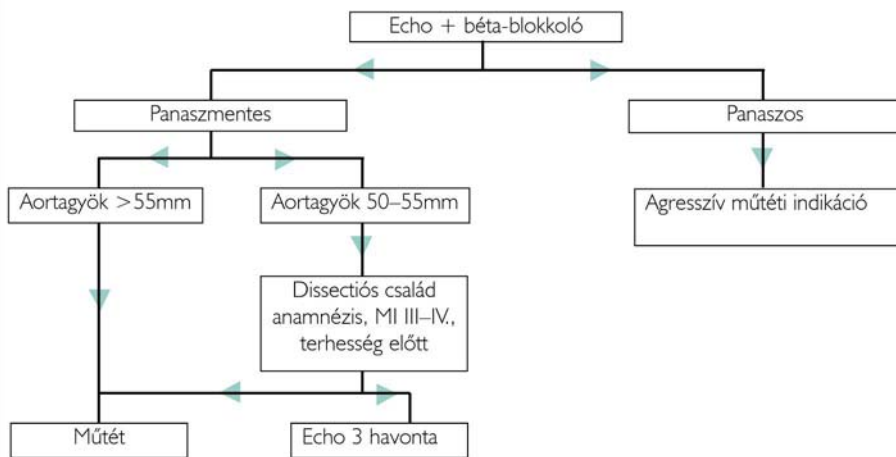 Echo + béta-blokkoló
Panaszmentes
Panaszos
Aortagyök >55mm
Aortagyök 50–55mm
Agresszív műtéti indikáció
Dissectiós család
anamnézis, MI III–IV.,
terhesség előtt
Műtét
Echo 3 havonta